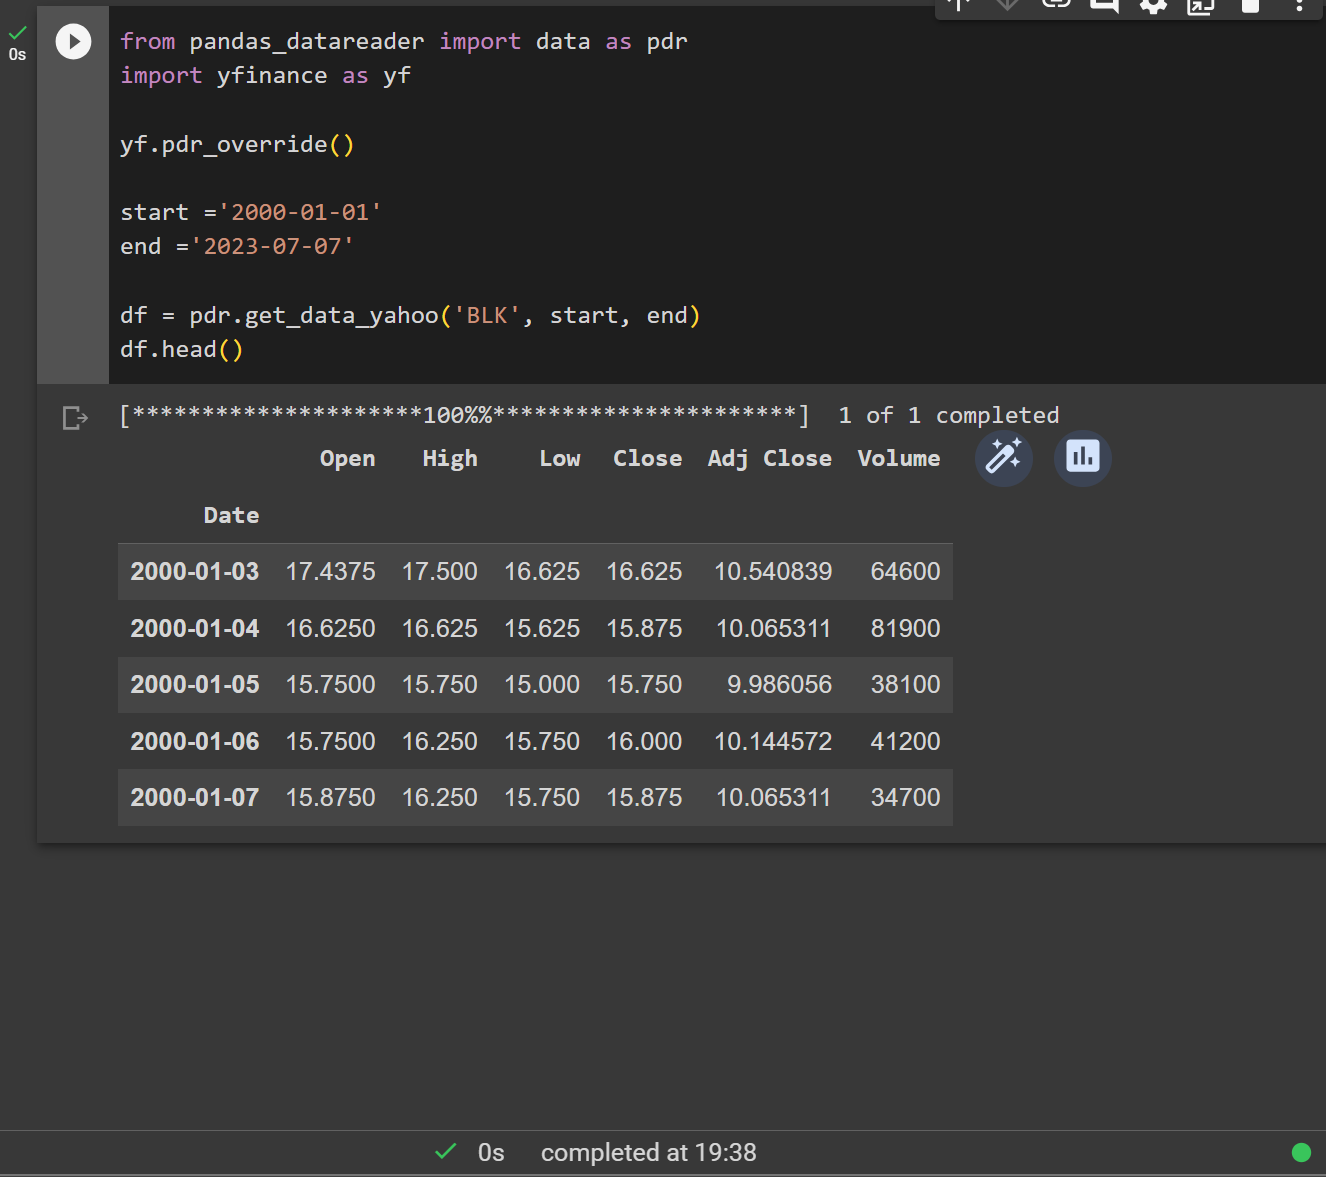 0s
from pandas_datareader import data as pdr
import yfinance as yf
yf.pdr_override()
start ='2000-01-01'
end ='2023-07-07'
df = pdr.get_data_yahoo('BLK', start, end)
df.head()
[*********************100%%**********************]  1 of 1 completed
Open High Low Close Adj Close Volume
Date
2000-01-03 17.4375 17.500 16.625 16.625 10.540839 64600
2000-01-04 16.6250 16.625 15.625 15.875 10.065311 81900
2000-01-05 15.7500 15.750 15.000 15.750 9.986056 38100
2000-01-06 15.7500 16.250 15.750 16.000 10.144572 41200
2000-01-07 15.8750 16.250 15.750 15.875 10.065311 34700
0s completed at 19:38